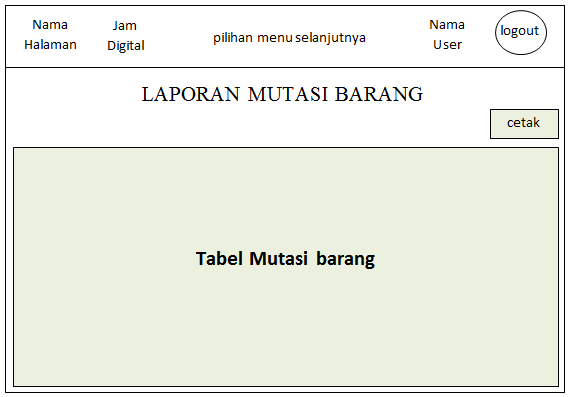 Nama
Halaman
Jam
Digital
pilihan menu selanjutnya
Nama
User
logout
LAPORAN MUTASI BARANG
cetak
Tabel Mutasi barang